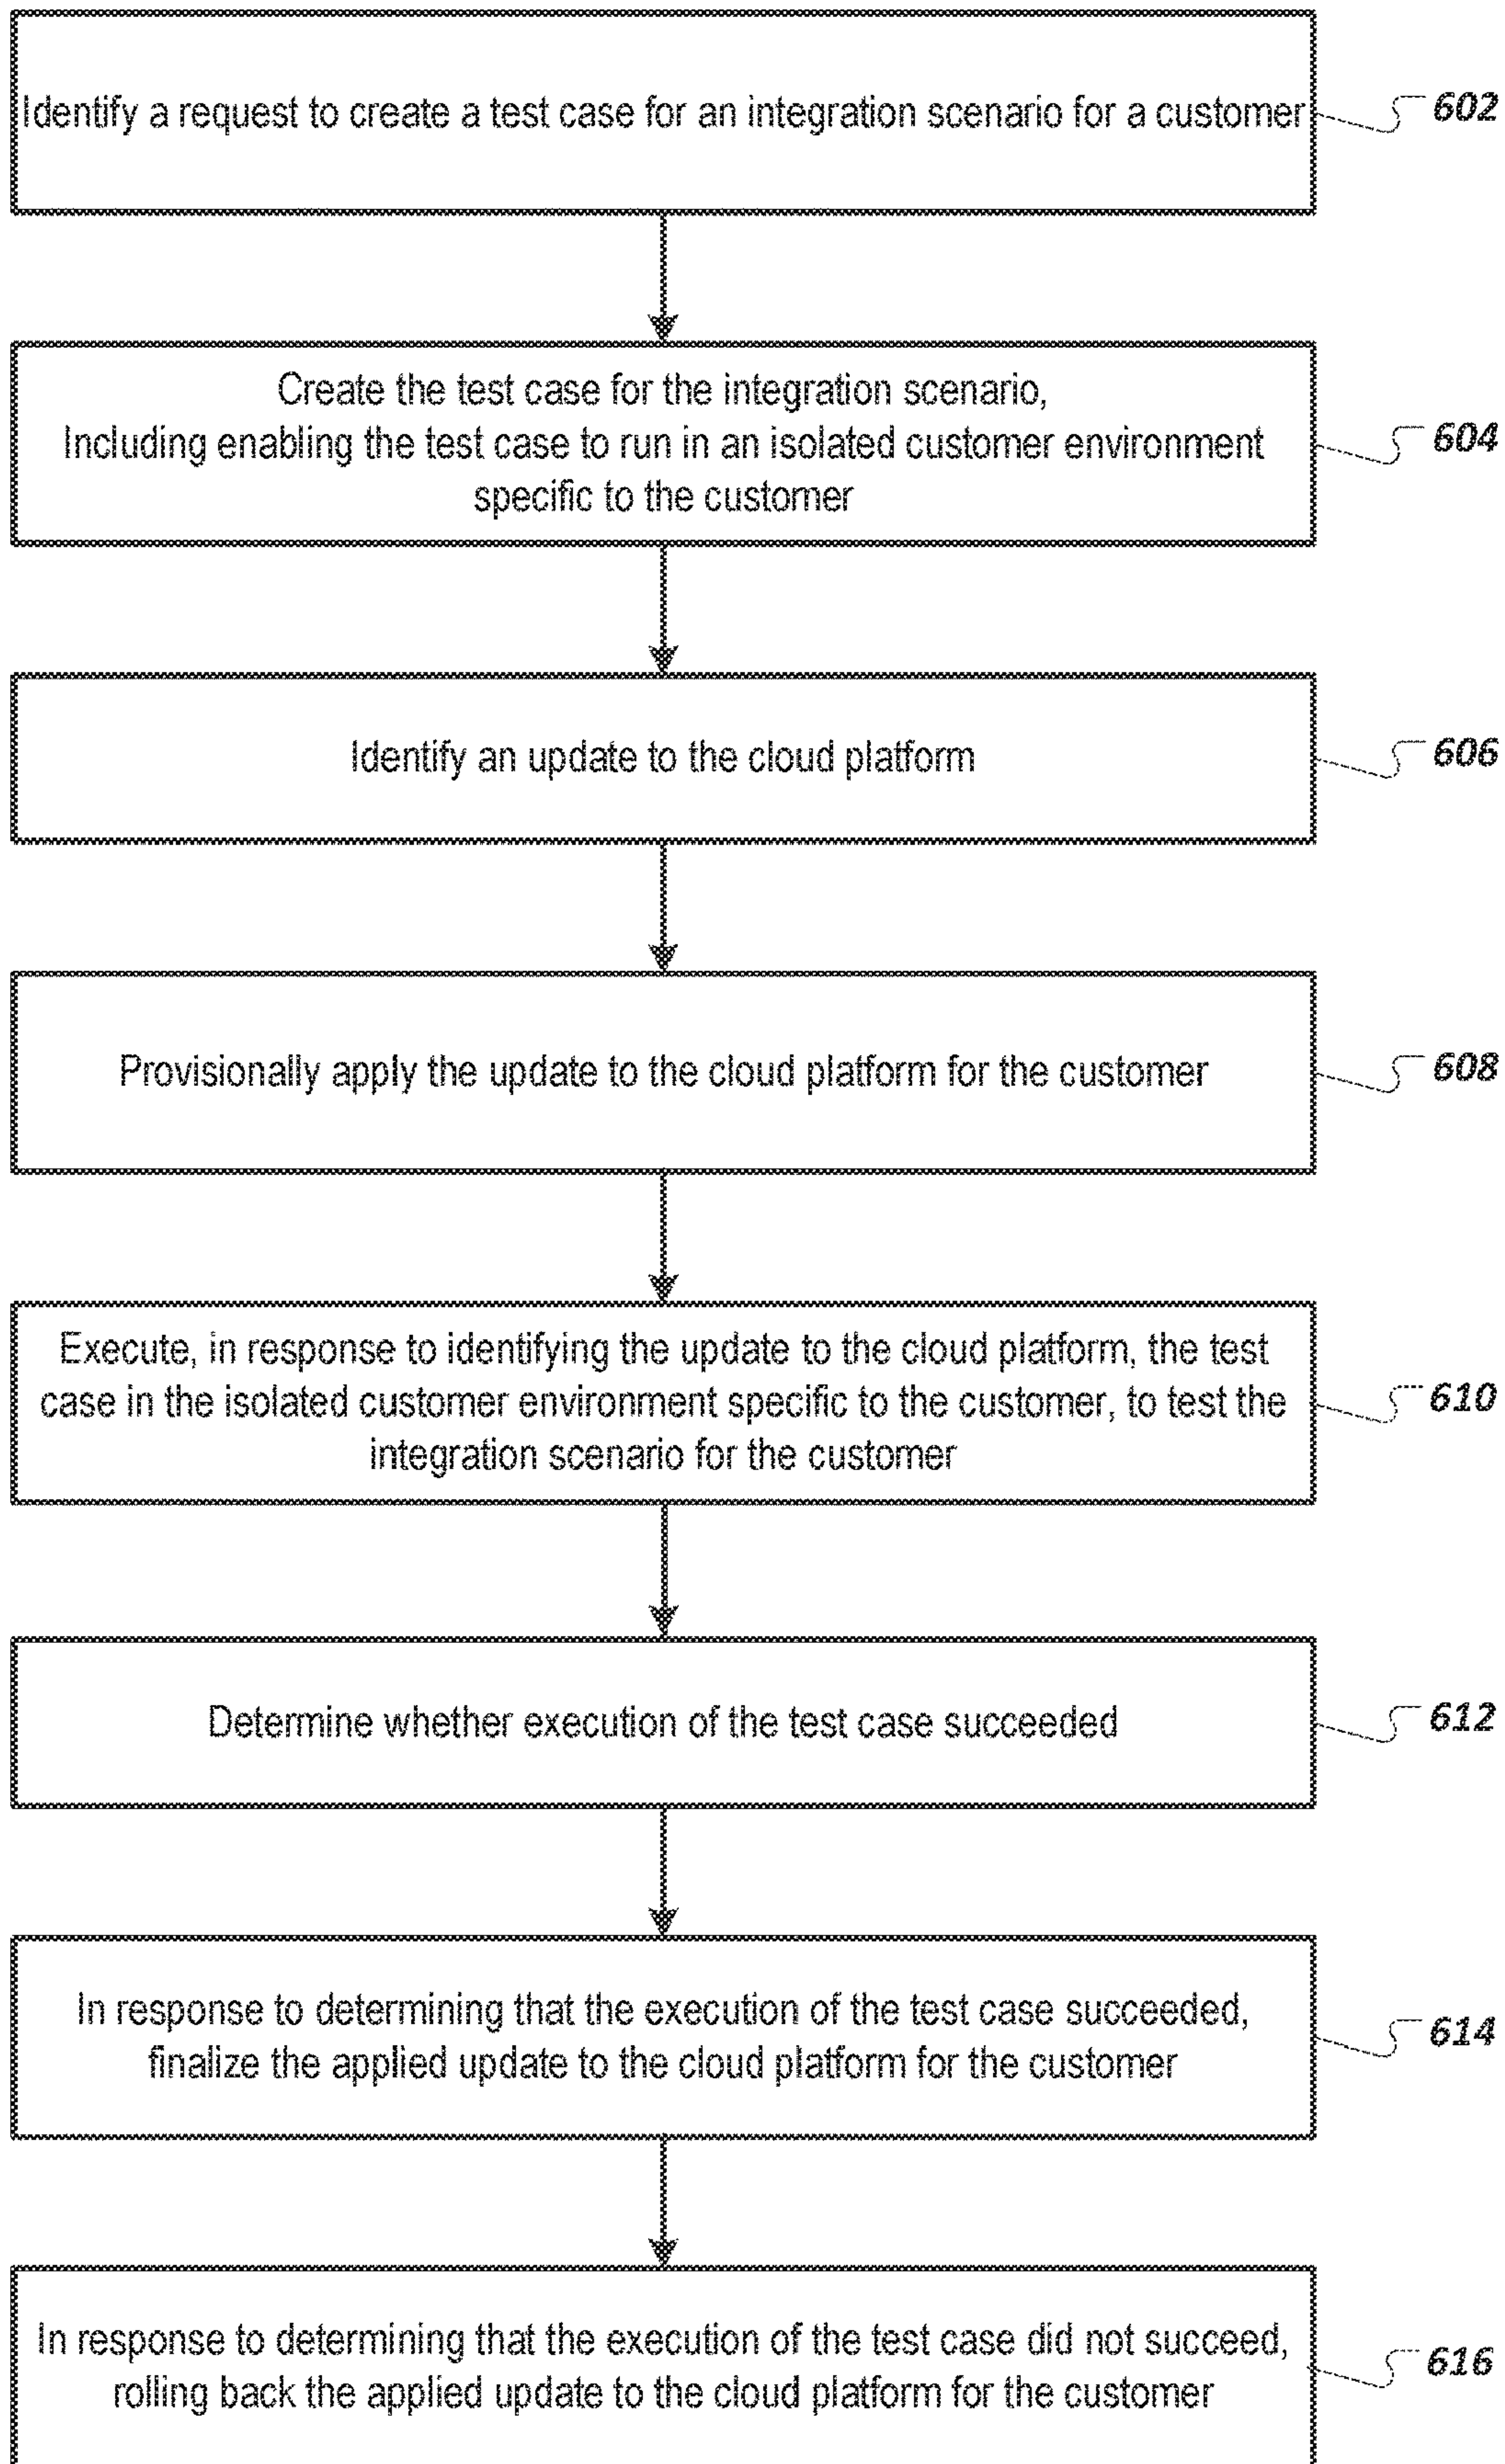 Identify a request to create a test case for an integration scenario for a customer
602
Create the test case for the integration scenario,
Including enabling the test case to run in an isolated customer environment
specific to the customer
604
Identify an update to the cloud platform
606
Provisionally apply the update to the cloud platform for the customer
608
Execute, in response to identifying the update to the cloud platform, the test
case in the isolated customer environment specific to the customer, to test the
integration scenario for the customer
610
Determine whether execution of the test case succeeded
612
In response to determining that the execution of the test case succeeded,
finalize the applied update to the cloud platform for the customer
614
In response to determining that the execution of the test case did not succeed,
rolling back the applied update to the cloud platform for the customer
616